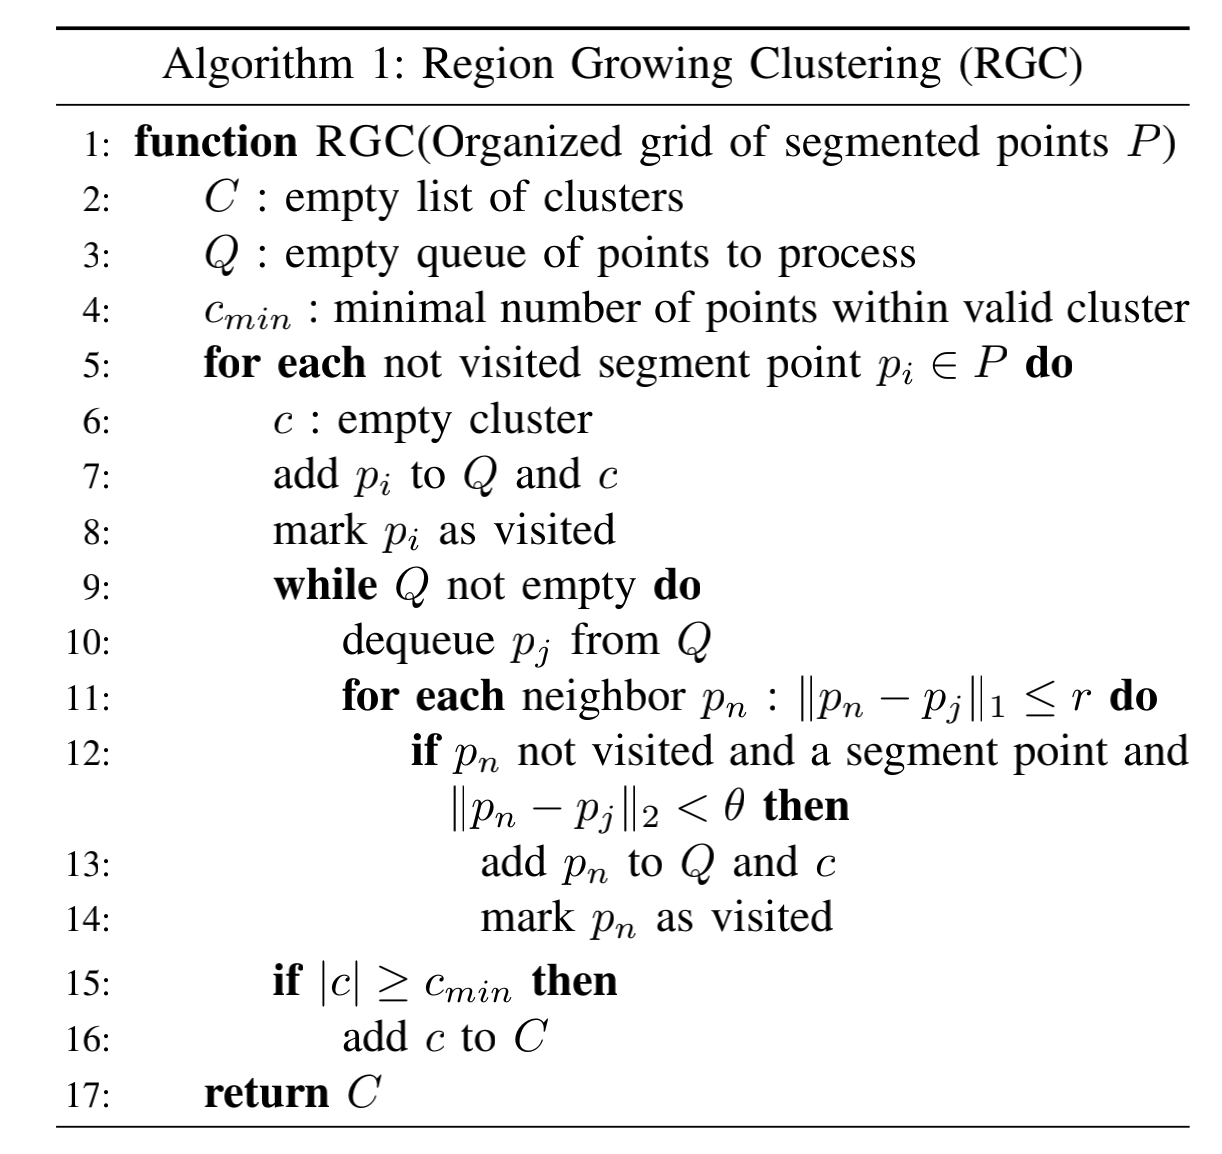 Algorithm 1: Region Growing Clustering (RGC)
1: function RGC(Organized grid of segmented points P)
2: C : empty list of clusters
3: Q : empty queue of points to process
4: c_{min} : minimal number of points within valid cluster
5: for each not visited segment point p_i ∈ P do
6: c : empty cluster
7: add p_i to Q and c
8: mark p_i as visited
9: while Q not empty do
10: dequeue p_j from Q
11: for each neighbor p_n : ‖p_n − p_j‖_1 ≤ r do
12: if p_n not visited and a segment point and
‖p_n − p_j‖_2 < θ then
13: add p_n to Q and c
14: mark p_n as visited
15: if |c| ≥ c_{min} then
16: add c to C
17: return C